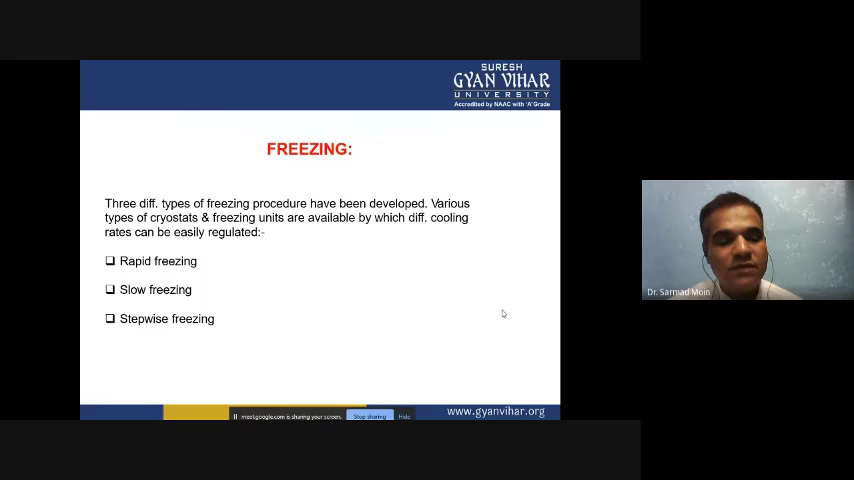 SURESH
GYAN VIHAR
UNIVERSITY
Accredited by NAAC with 'A' Grade
FREEZING:
Three diff. types of freezing procedure have been developed. Various
types of cryostats & freezing units are available by which diff. cooling
rates can be easily regulated:-
Rapid freezing
Slow freezing
Stepwise freezing
Dr. Sarmad Moin
meet.google.com is sharing your screen.
Stop sharing
Hide
www.gyanvihar.org